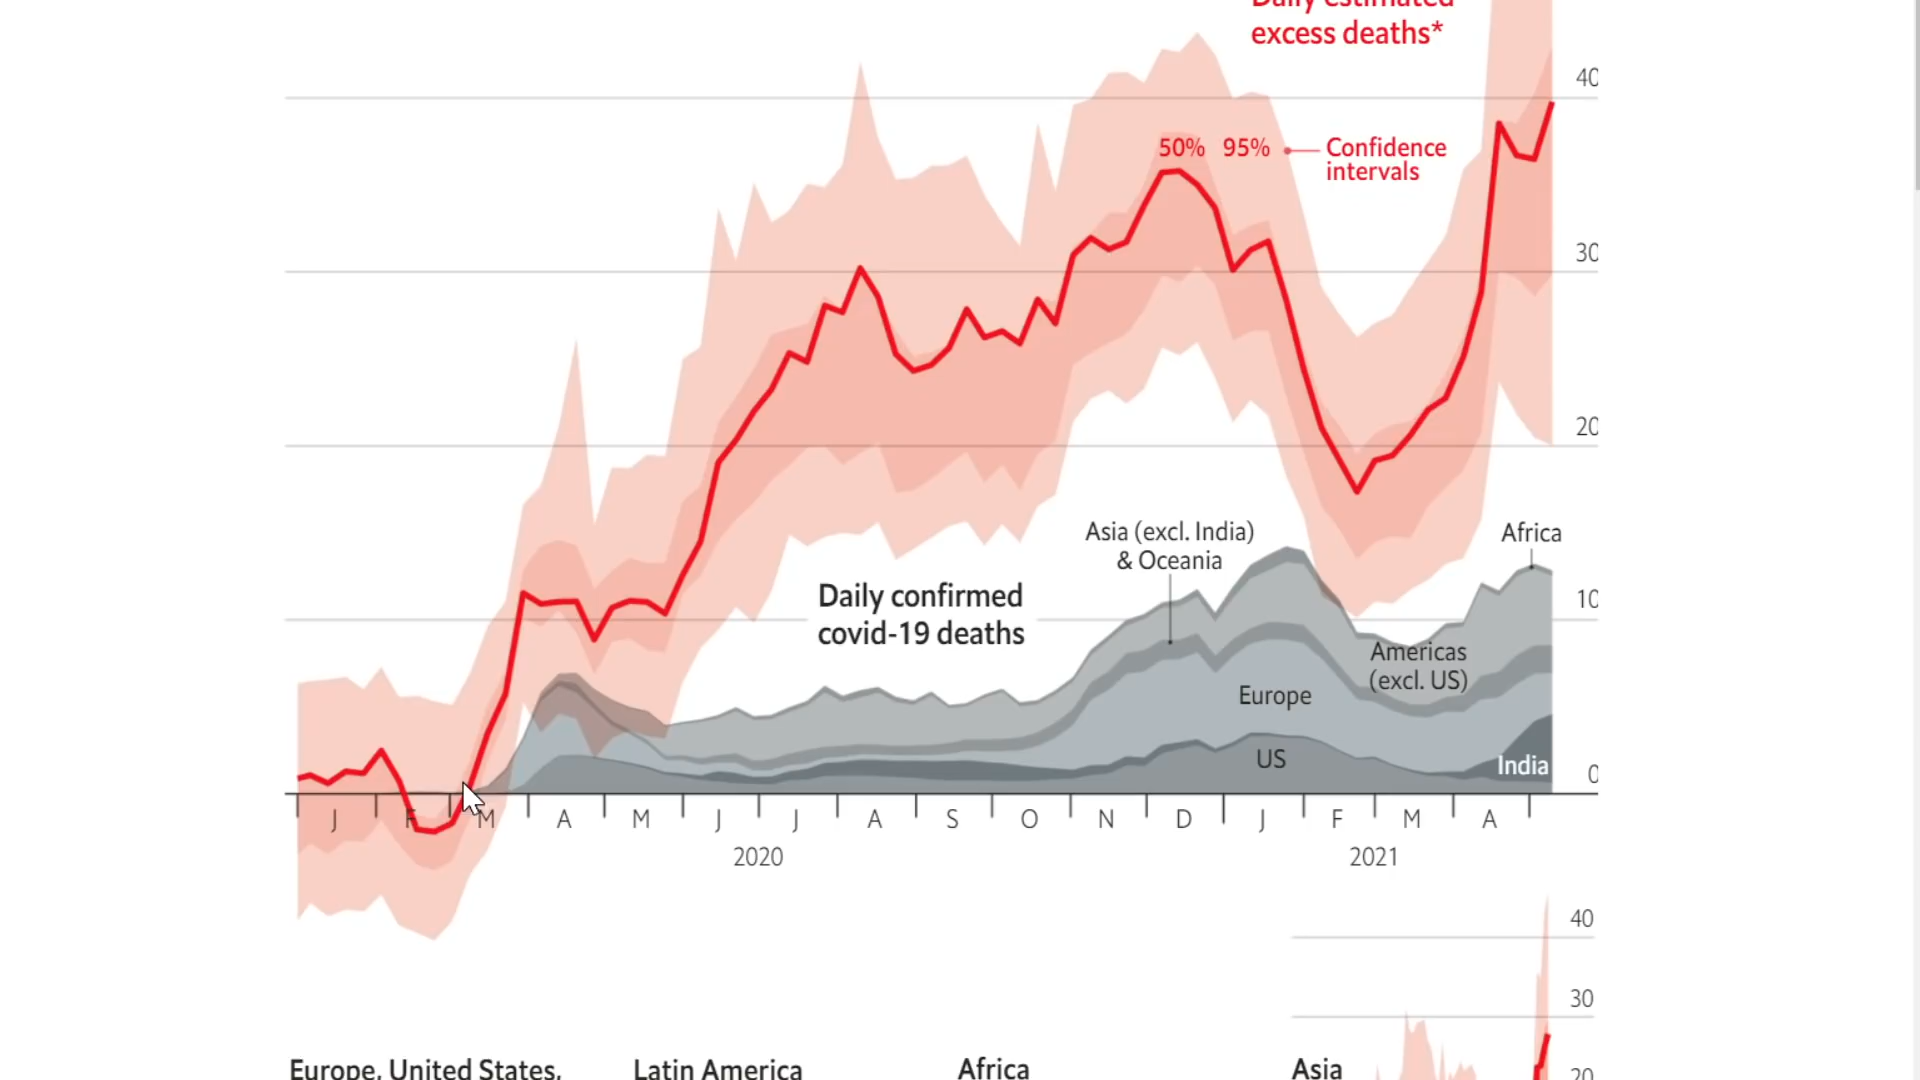 Daily estimated
excess deaths*
40
50% 95%
Confidence
intervals
30
20
Asia (excl. India)
& Oceania
Africa
Daily confirmed
covid-19 deaths
10
Americas
(excl. US)
Europe
US
India
0
J F M A M J J A S O N D J F M A
2020 2021
40
30
20
Europe, United States, Latin America Africa Asia